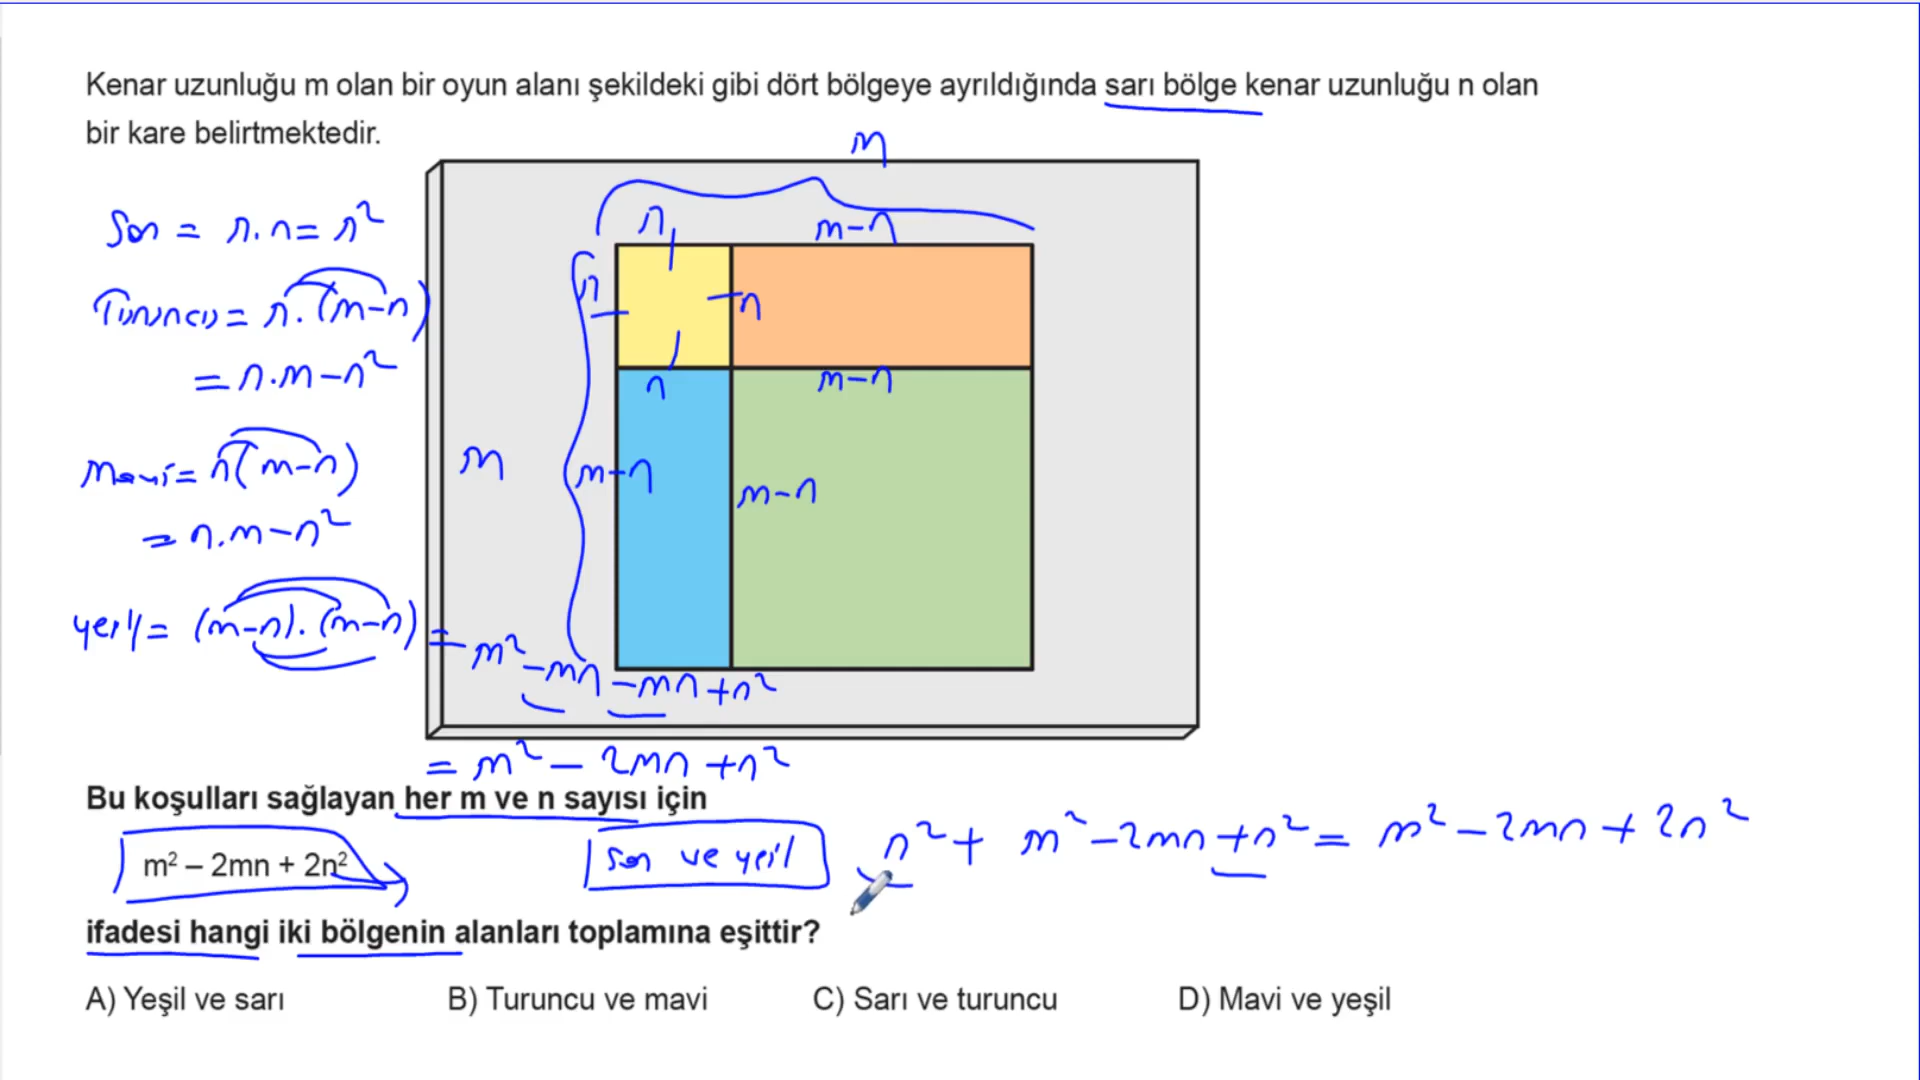 Kenar uzunluğu m olan bir oyun alanı şekildeki gibi dört bölgeye ayrıldığında sarı bölge kenar uzunluğu n olan
bir kare belirtmektedir.
m
n
m-n
Sarı = n.n = n²
n
n
Turuncu = n.(m-n)
= n.m-n²
n
m-n
Mavi = n(m-n)
m
m-n
m-n
= n.m-n²
yeşil = (m-n).(m-n) = m²-mn-mn+n²
= m²-2mn+n²
Bu koşulları sağlayan her m ve n sayısı için
m² – 2mn + 2n²
sarı ve yeşil
n²+ m²-2mn+n² = m²-2mn+2n²
ifadesi hangi iki bölgenin alanları toplamına eşittir?
A) Yeşil ve sarı
B) Turuncu ve mavi
C) Sarı ve turuncu
D) Mavi ve yeşil